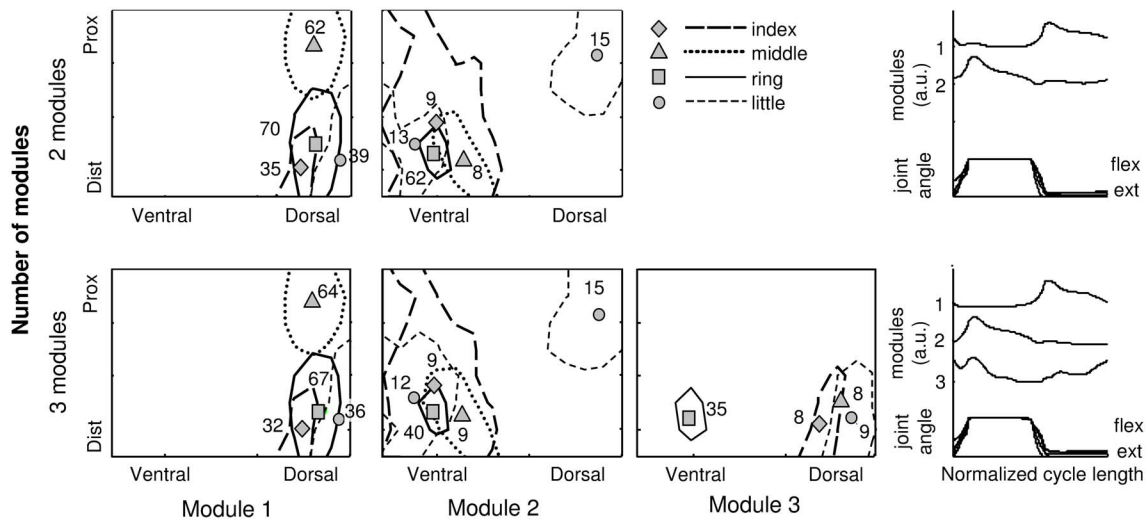 Number of modules
2 modules
Prox
Dist
62
70
35
39
Ventral Dorsal
15
9
13
62
8
Ventral Dorsal
index
middle
ring
little
modules
(a.u.)
1
2
joint
angle
flex
ext
3 modules
Prox
Dist
64
67
32
36
Ventral Dorsal
Module 1
15
9
12
40
9
Ventral Dorsal
Module 2
35
8
8
9
Ventral Dorsal
Module 3
modules
(a.u.)
1
2
3
joint
angle
flex
ext
Normalized cycle length